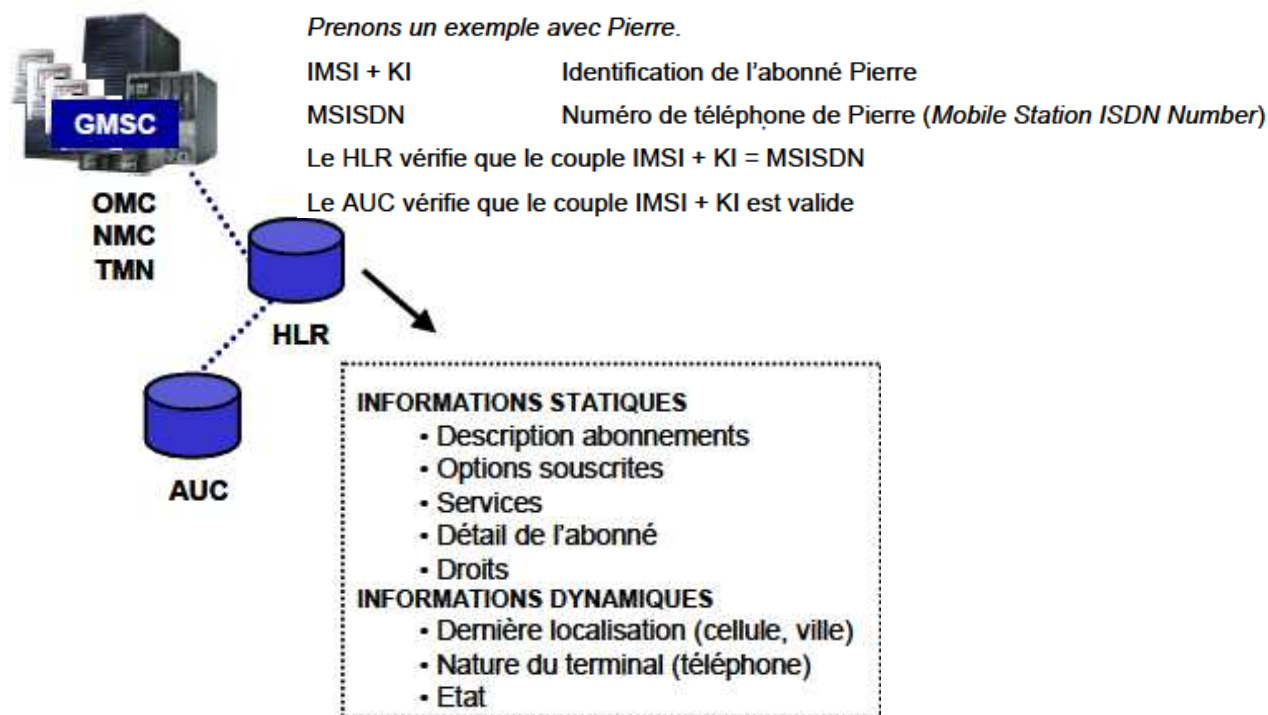 Prenons un exemple avec Pierre.
IMSI + KI Identification de l'abonné Pierre
MSISDN Numéro de téléphone de Pierre (Mobile Station ISDN Number)
Le HLR vérifie que le couple IMSI + KI = MSISDN
Le AUC vérifie que le couple IMSI + KI est valide
GMSC
OMC
NMC
TMN
HLR
AUC
INFORMATIONS STATIQUES
• Description abonnements
• Options souscrites
• Services
• Détail de l'abonné
• Droits
INFORMATIONS DYNAMIQUES
• Dernière localisation (cellule, ville)
• Nature du terminal (téléphone)
• Etat